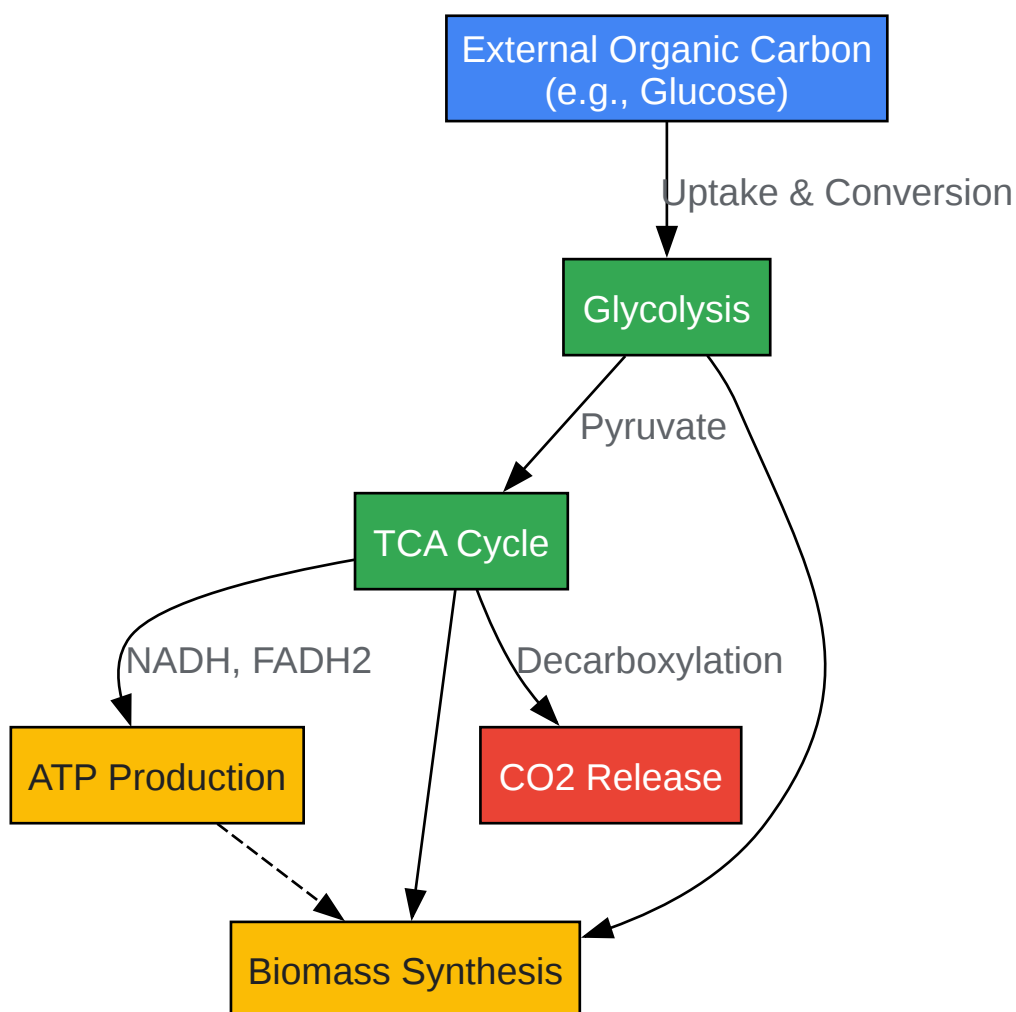 External Organic Carbon
(e.g., Glucose)
Uptake & Conversion
Glycolysis
Pyruvate
TCA Cycle
NADH, FADH2
Decarboxylation
ATP Production
CO2 Release
Biomass Synthesis